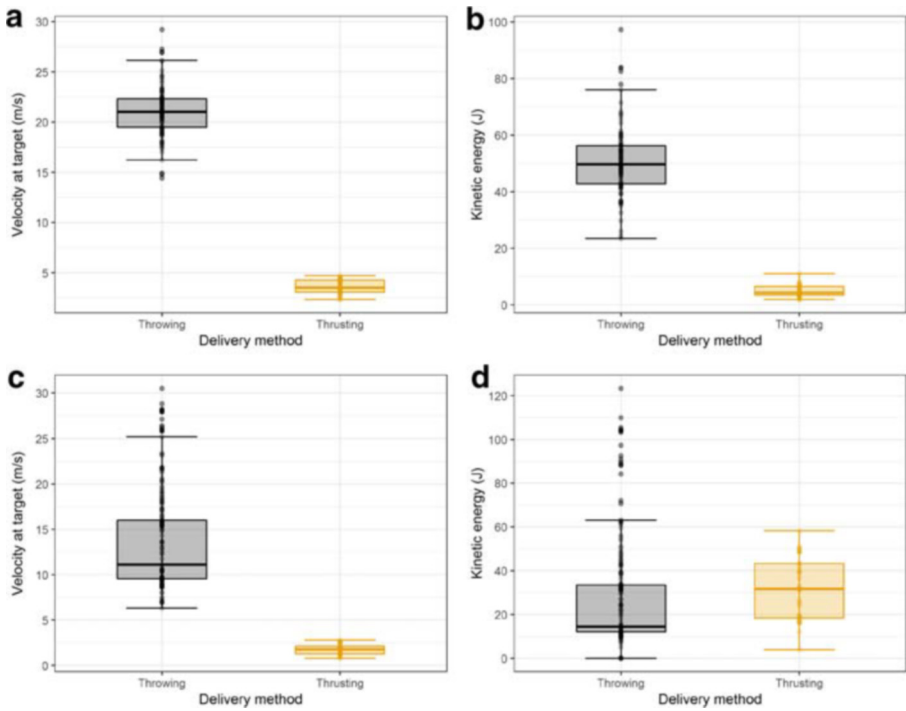 a
Velocity at target (m/s)
30
25
20
15
10
5
Throwing
Thrusting
Delivery method
b
Kinetic energy (J)
100
80
60
40
20
0
Throwing
Thrusting
Delivery method
c
Velocity at target (m/s)
30
25
20
15
10
5
0
Throwing
Thrusting
Delivery method
d
Kinetic energy (J)
120
100
80
60
40
20
0
Throwing
Thrusting
Delivery method